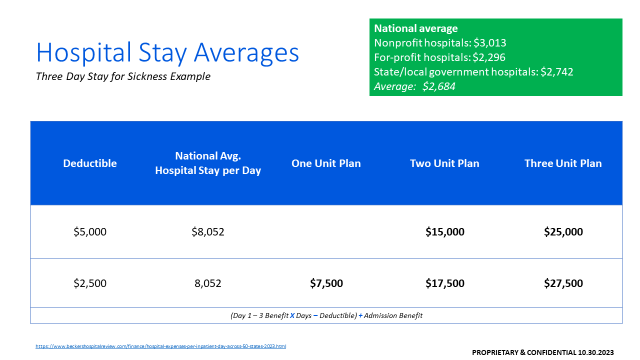 National average
Nonprofit hospitals: $3,013
For-profit hospitals: $2,296
State/local government hospitals: $2,742
Average: $2,684
Hospital Stay Averages
Three Day Stay for Sickness Example
Deductible
National Avg.
Hospital Stay per Day
One Unit Plan
Two Unit Plan
Three Unit Plan
$5,000 $8,052 $15,000 $25,000
$2,500 8,052 $7,500 $17,500 $27,500
(Day 1 – 3 Benefit X Days – Deductible) + Admission Benefit
https://www.beckershospitalreview.com/finance/hospital-expenses-per-inpatient-day-across-50-states-2023.html
PROPRIETARY & CONFIDENTIAL 10.30.2023